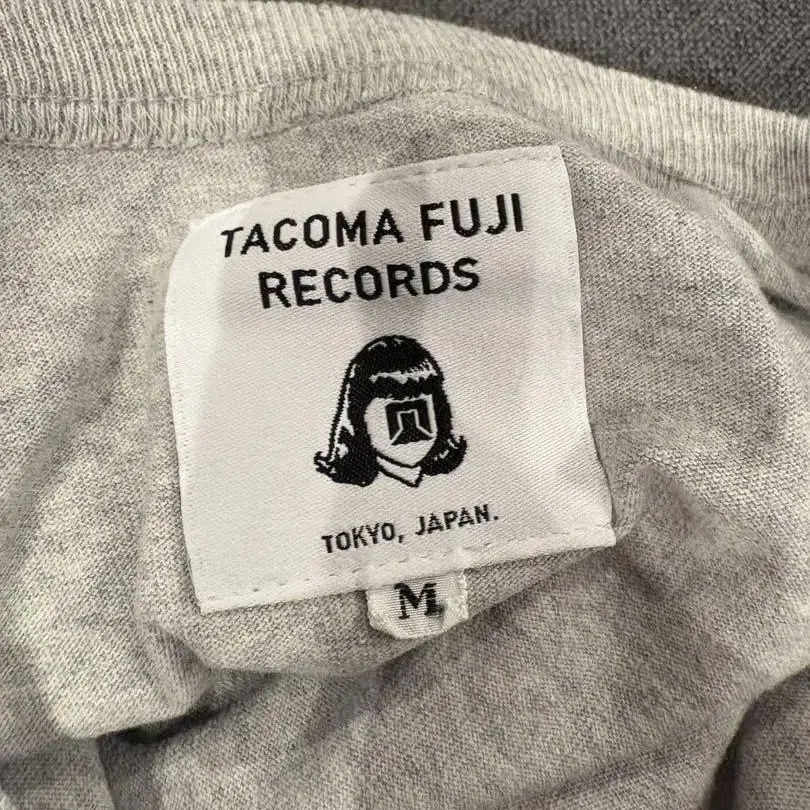 TACOMA FUJI
RECORDS
TOKYO, JAPAN.
M